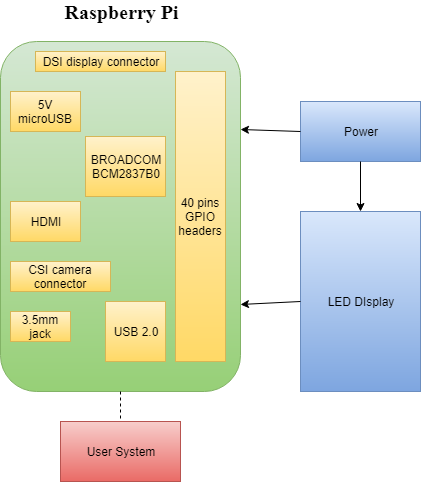 Raspberry Pi
DSI display connector
5V
microUSB
BROADCOM
BCM2837B0
40 pins
GPIO
headers
HDMI
CSI camera
connector
3.5mm
jack
USB 2.0
Power
LED DIsplay
User System